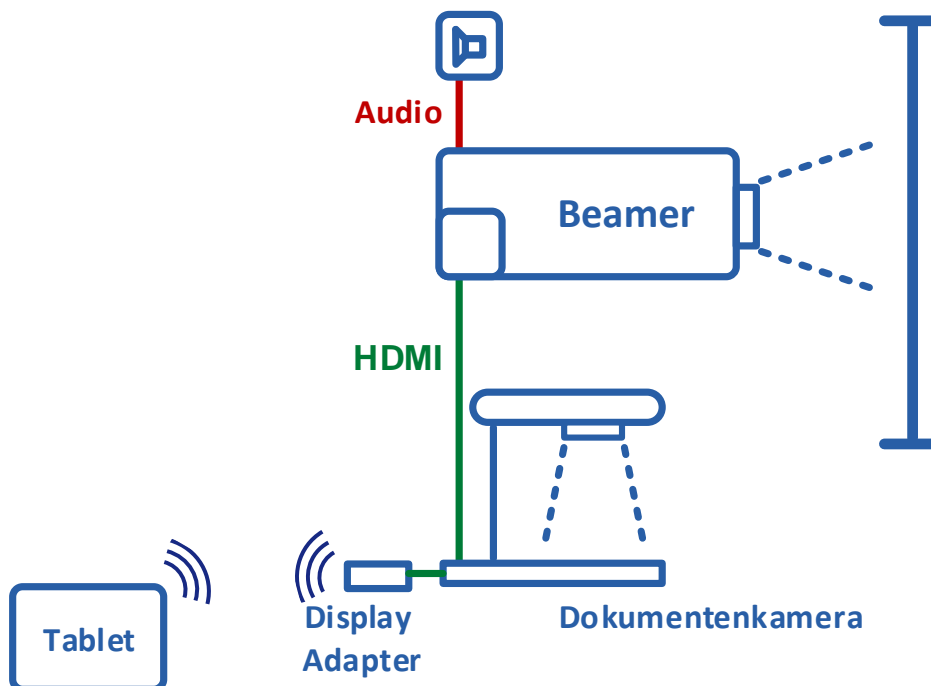 Audio
Beamer
HDMI
Display
Adapter
Dokumentenkamera
Tablet